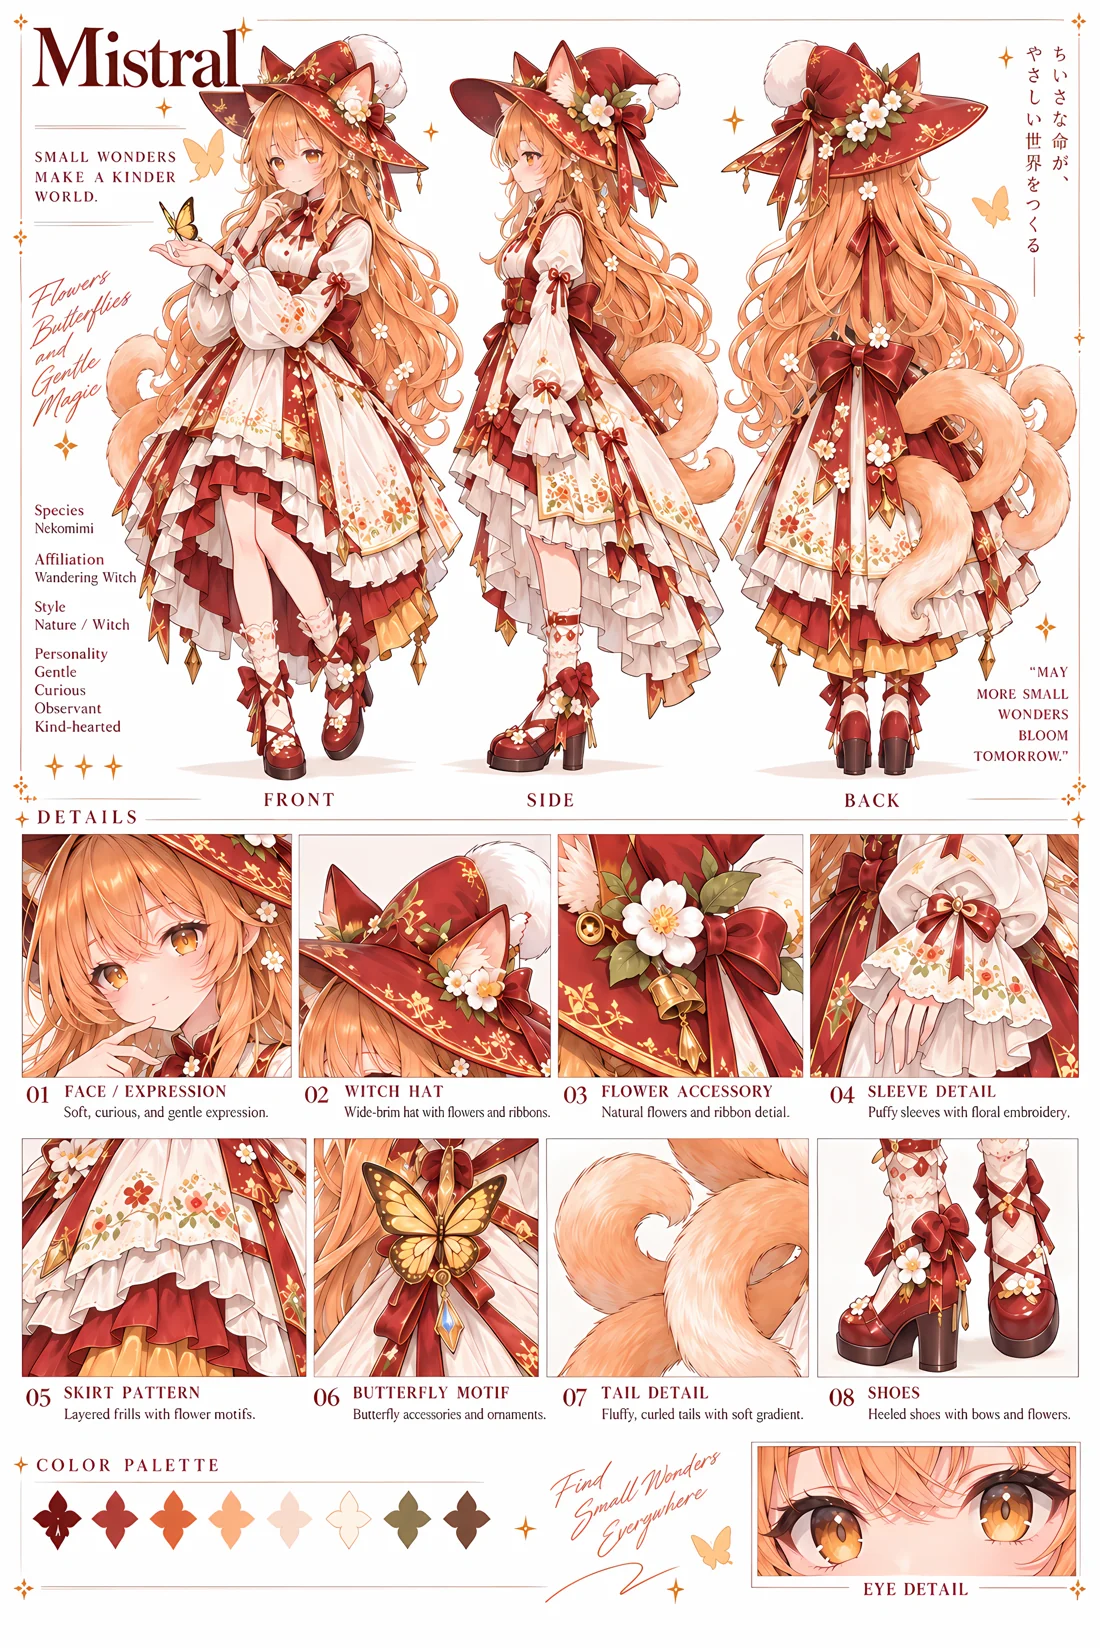 Mistral
SMALL WONDERS
MAKE A KINDER
WORLD.
Flowers
Butterflies
and
Gentle
Magic
Species
Nekomimi
Affiliation
Wandering Witch
Style
Nature / Witch
Personality
Gentle
Curious
Observant
Kind-hearted
ちいさな命が、
やさしい世界をつくる——
“MAY
MORE SMALL
WONDERS
BLOOM
TOMORROW.”
FRONT
SIDE
BACK
DETAILS
01 FACE / EXPRESSION
Soft, curious, and gentle expression.
02 WITCH HAT
Wide-brim hat with flowers and ribbons.
03 FLOWER ACCESSORY
Natural flowers and ribbon detial.
04 SLEEVE DETAIL
Puffy sleeves with floral embroidery.
05 SKIRT PATTERN
Layered frills with flower motifs.
06 BUTTERFLY MOTIF
Butterfly accessories and ornaments.
07 TAIL DETAIL
Fluffy, curled tails with soft gradient.
08 SHOES
Heeled shoes with bows and flowers.
COLOR PALETTE
Find
Small Wonders
Everywhere
EYE DETAIL